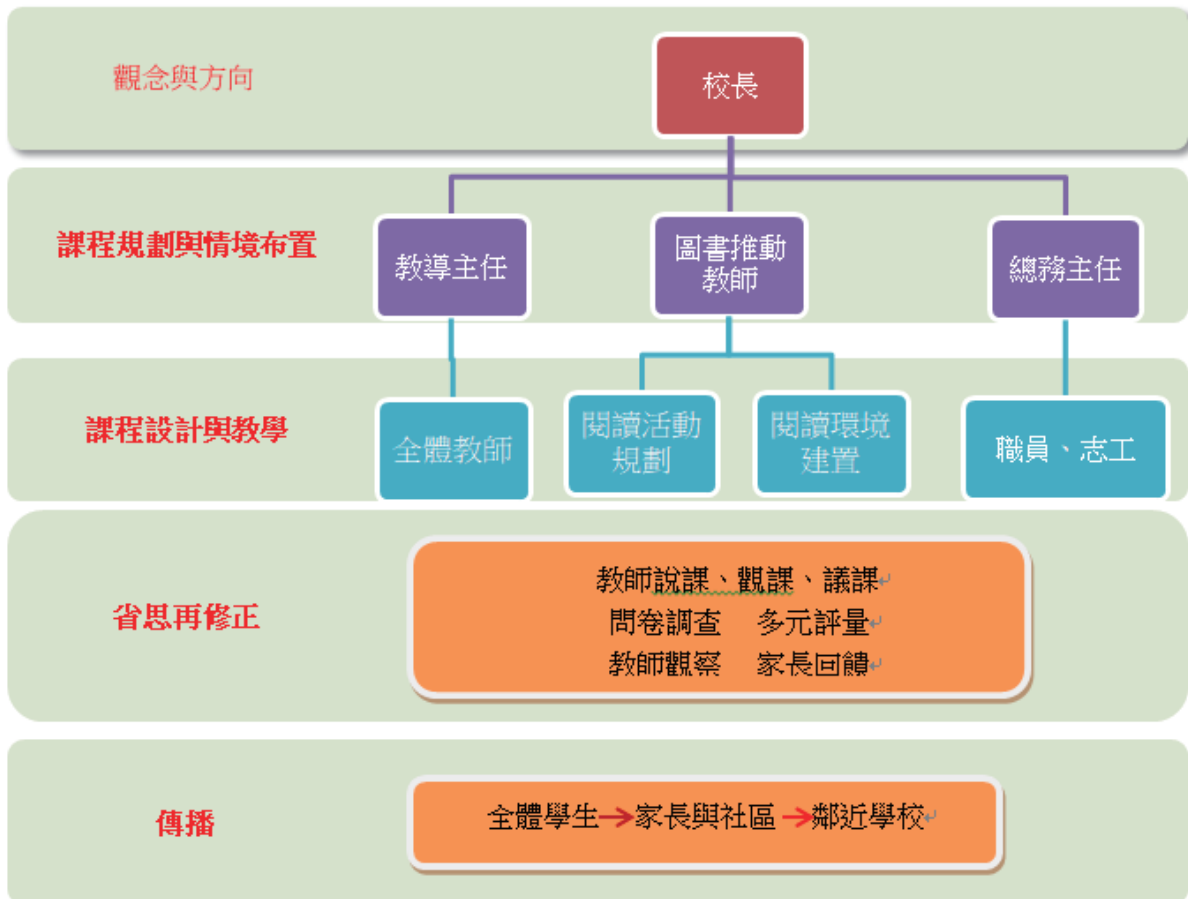 觀念與方向
校長
課程規劃與情境布置
教導主任
圖書推動
教師
總務主任
課程設計與教學
全體教師
閱讀活動
規劃
閱讀環境
建置
職員、志工
省思再修正
教師說課、觀課、議課
問卷調查 多元評量
教師觀察 家長回饋
傳播
全體學生→家長與社區→鄰近學校